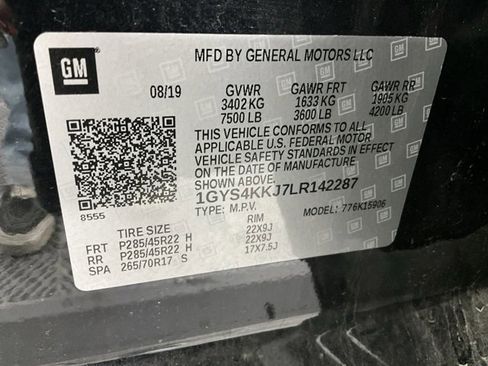 GM
MFD BY GENERAL MOTORS LLC
08/19 GVWR GAWR FRT GAWR RR
3402 KG 1633 KG 1905 KG
7500 LB 3600 LB 4200 LB
THIS VEHICLE CONFORMS TO ALL
APPLICABLE U.S. FEDERAL MOTOR
VEHICLE SAFETY STANDARDS IN EFFECT
ON THE DATE OF MANUFACTURE
SHOWN ABOVE.
1GYS4KKJ7LR142287
8555
TYPE: M.P.V. MODEL: 776K15906
TIRE SIZE RIM
FRT P285/45R22 H 22X9J
RR P285/45R22 H 22X9J
SPA 265/70R17 S 17X7.5J